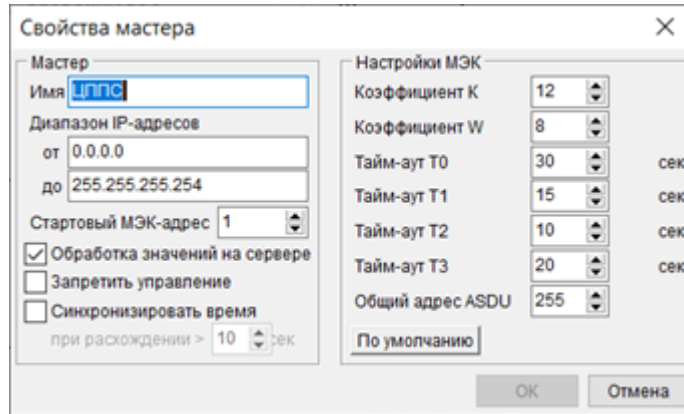 Свойства мастера
Мастер
Имя ЦППС
Диапазон IP-адресов
от 0.0.0.0
до 255.255.255.254
Стартовый МЭК-адрес 1
Обработка значений на сервере
Запретить управление
Синхронизировать время
при расхождении > 10 сек
Настройки МЭК
Коэффициент K 12
Коэффициент W 8
Тайм-аут T0 30 сек
Тайм-аут T1 15 сек
Тайм-аут T2 10 сек
Тайм-аут T3 20 сек
Общий адрес ASDU 255
По умолчанию
ОК
Отмена